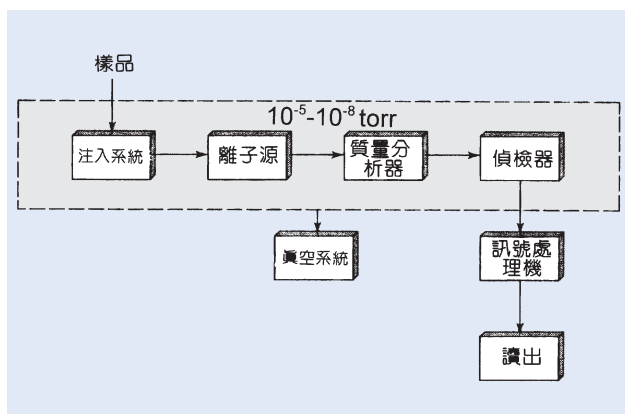 樣品
10⁻⁵-10⁻⁸ torr
注入系統
離子源
質量分
析器
偵檢器
眞空系統
訊號處
理機
讀出